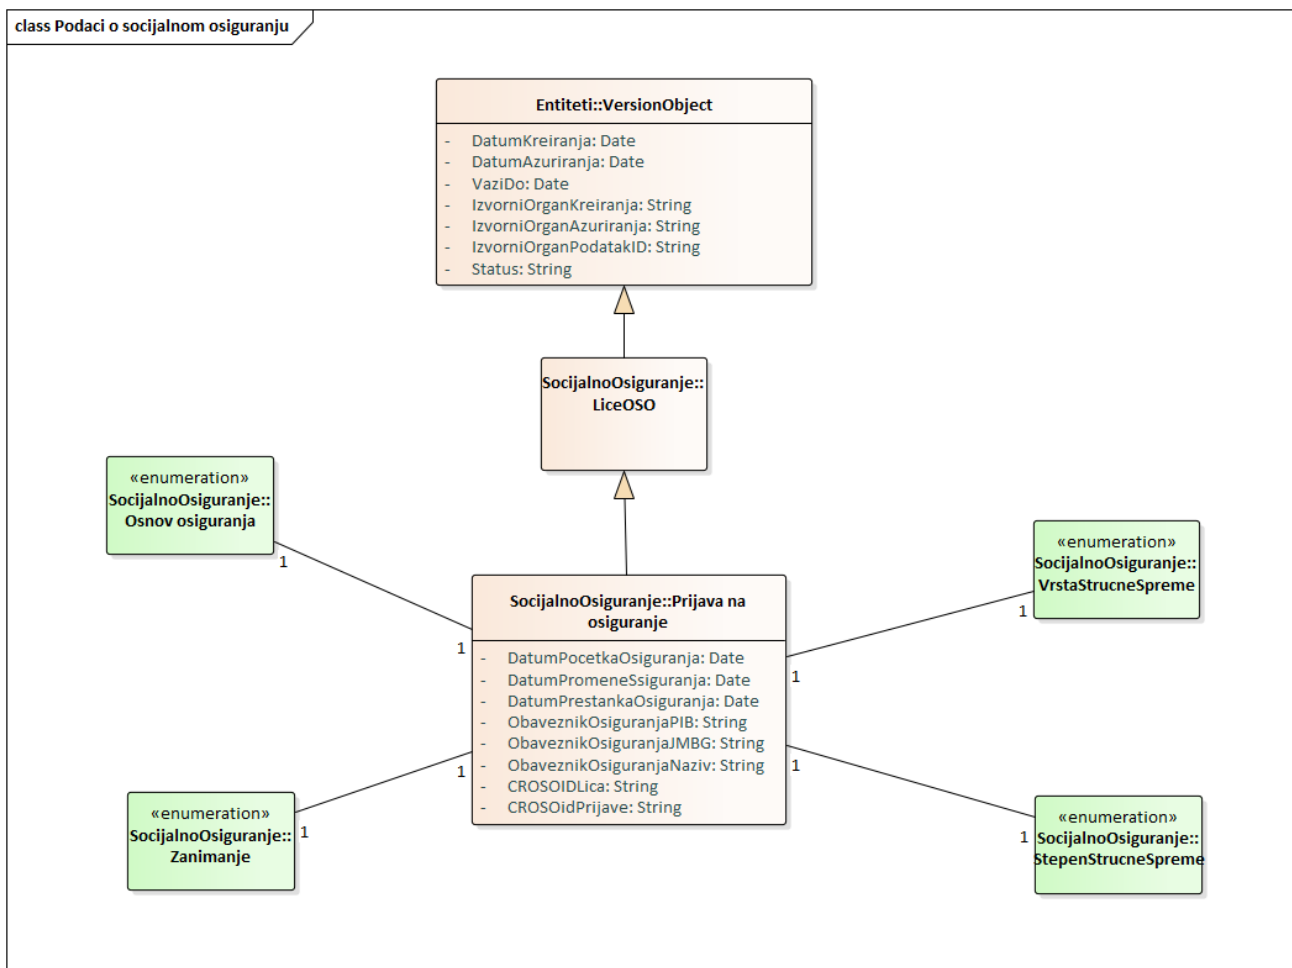 class Podaci o socijalnom osiguranju
Entiteti::VersionObject
- DatumKreiranja: Date
- DatumAzuriranja: Date
- VaziDo: Date
- IzvorniOrganKreiranja: String
- IzvorniOrganAzuriranja: String
- IzvorniOrganPodatakID: String
- Status: String
SocijalnoOsiguranje::
LiceOSO
«enumeration»
SocijalnoOsiguranje::
Osnov osiguranja
1
1
«enumeration»
SocijalnoOsiguranje::
VrstaStrucneSpreme
1
1
SocijalnoOsiguranje::Prijava na
osiguranje
- DatumPocetkaOsiguranja: Date
- DatumPromeneSsiguranja: Date
- DatumPrestankaOsiguranja: Date
- ObaveznikOsiguranjaPIB: String
- ObaveznikOsiguranjaJMBG: String
- ObaveznikOsiguranjaNaziv: String
- CROSOIDLica: String
- CROSOidPrijave: String
1
1
«enumeration»
SocijalnoOsiguranje::
Zanimanje
1
1
«enumeration»
SocijalnoOsiguranje::
StepenStrucneSpreme